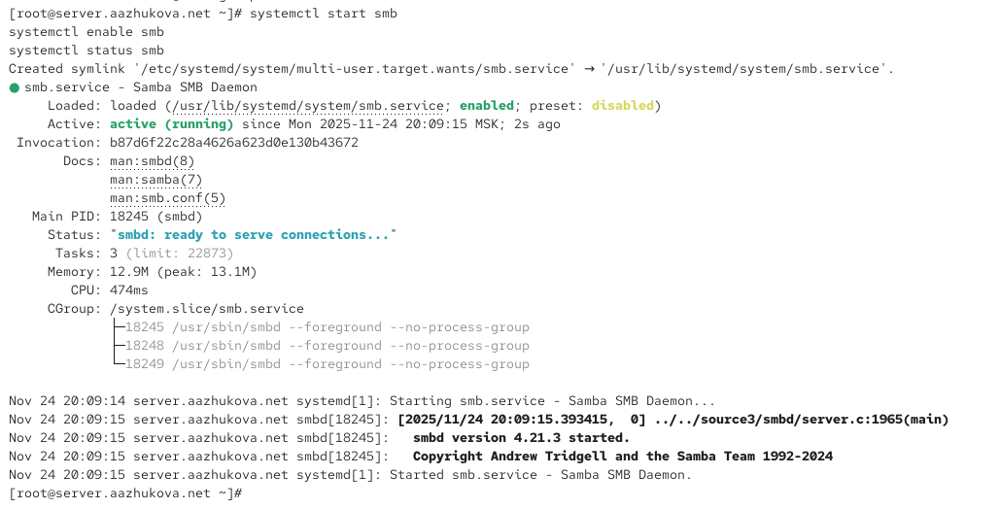 [root@server.aazhukova.net ~]# systemctl start smb
systemctl enable smb
systemctl status smb
Created symlink '/etc/systemd/system/multi-user.target.wants/smb.service' → '/usr/lib/systemd/system/smb.service'.
● smb.service - Samba SMB Daemon
     Loaded: loaded (/usr/lib/systemd/system/smb.service; enabled; preset: disabled)
     Active: active (running) since Mon 2025-11-24 20:09:15 MSK; 2s ago
 Invocation: b87d6f22c28a4626a623d0e130b43672
       Docs: man:smbd(8)
             man:samba(7)
             man:smb.conf(5)
   Main PID: 18245 (smbd)
     Status: "smbd: ready to serve connections..."
      Tasks: 3 (limit: 22873)
     Memory: 12.9M (peak: 13.1M)
        CPU: 474ms
     CGroup: /system.slice/smb.service
             ├─18245 /usr/sbin/smbd --foreground --no-process-group
             ├─18248 /usr/sbin/smbd --foreground --no-process-group
             └─18249 /usr/sbin/smbd --foreground --no-process-group
Nov 24 20:09:14 server.aazhukova.net systemd[1]: Starting smb.service - Samba SMB Daemon...
Nov 24 20:09:15 server.aazhukova.net smbd[18245]: [2025/11/24 20:09:15.393415,  0] ../../source3/smbd/server.c:1965(main)
Nov 24 20:09:15 server.aazhukova.net smbd[18245]:   smbd version 4.21.3 started.
Nov 24 20:09:15 server.aazhukova.net smbd[18245]:   Copyright Andrew Tridgell and the Samba Team 1992-2024
Nov 24 20:09:15 server.aazhukova.net systemd[1]: Started smb.service - Samba SMB Daemon.
[root@server.aazhukova.net ~]#